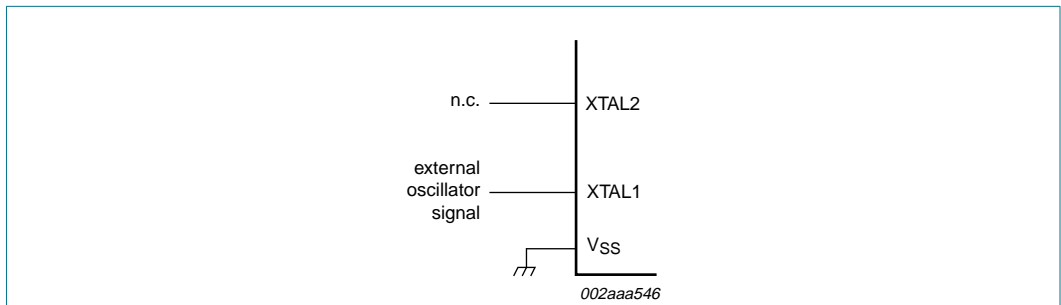 n.c.
XTAL2
external
oscillator
signal
XTAL1
VSS
002aaa546